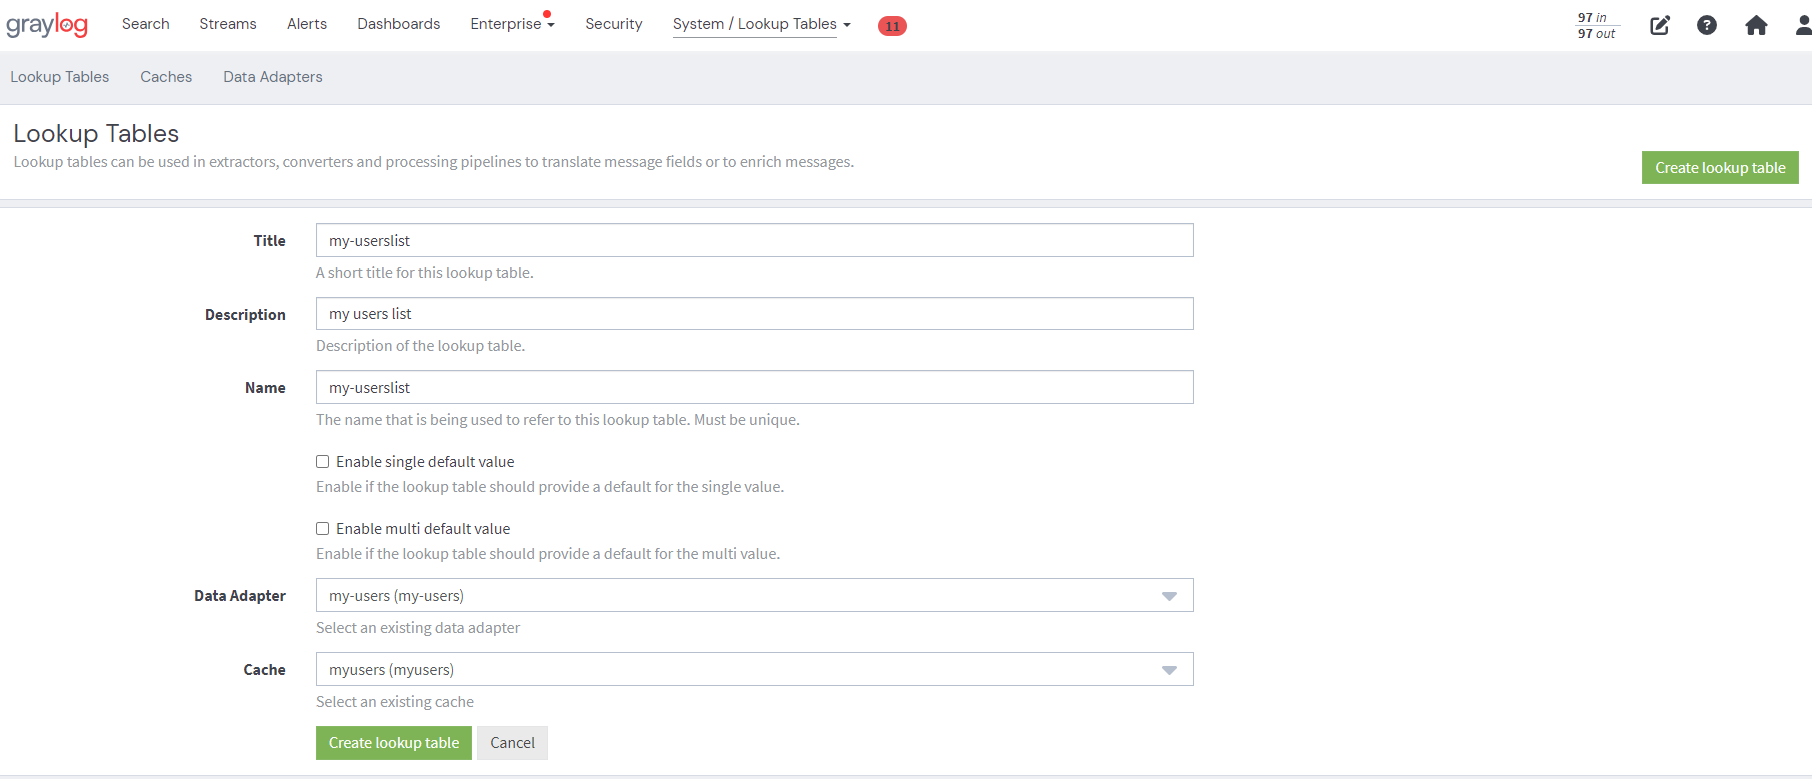 graylog Search Streams Alerts Dashboards Enterprise Security System / Lookup Tables 11 97 in
97 out
Lookup Tables Caches Data Adapters
Lookup Tables
Lookup tables can be used in extractors, converters and processing pipelines to translate message fields or to enrich messages.
Create lookup table
Title my-userslist
A short title for this lookup table.
Description my users list
Description of the lookup table.
Name my-userslist
The name that is being used to refer to this lookup table. Must be unique.
Enable single default value
Enable if the lookup table should provide a default for the single value.
Enable multi default value
Enable if the lookup table should provide a default for the multi value.
Data Adapter my-users (my-users)
Select an existing data adapter
Cache myusers (myusers)
Select an existing cache
Create lookup table Cancel